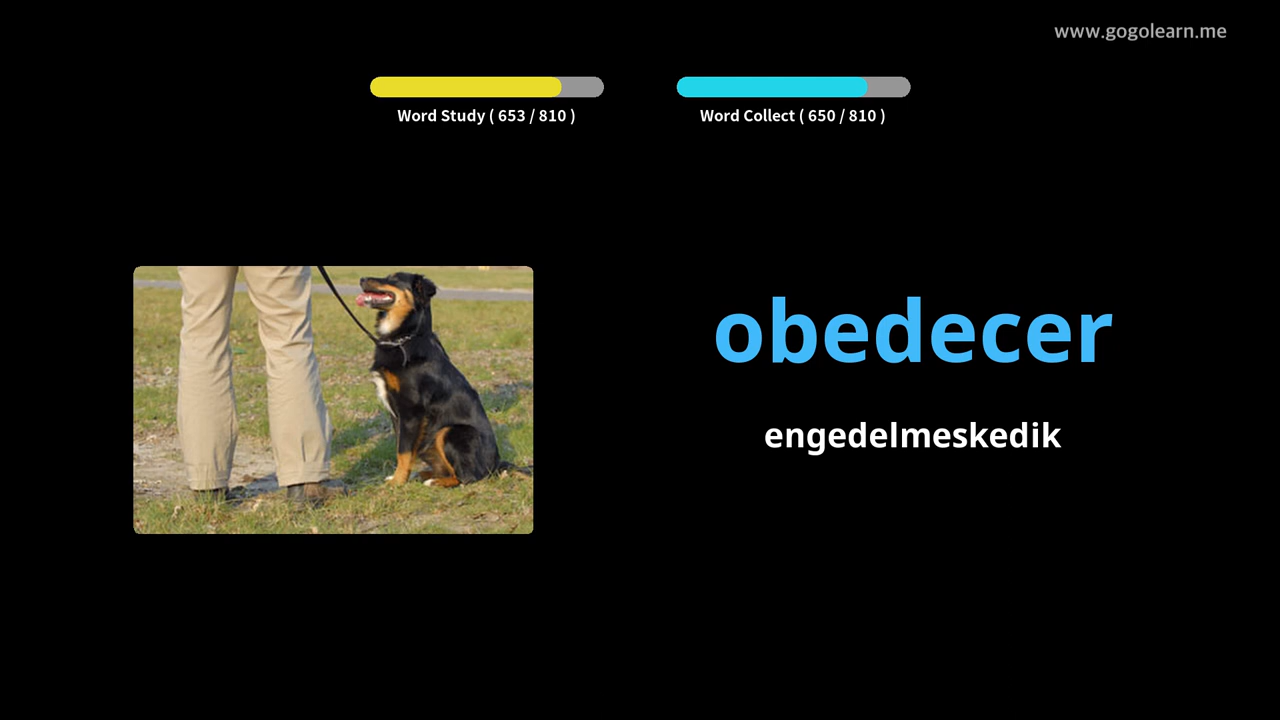 www.gogolearn.me
Word Study ( 653 / 810 )
Word Collect ( 650 / 810 )
obedecer
engedelmeskedik